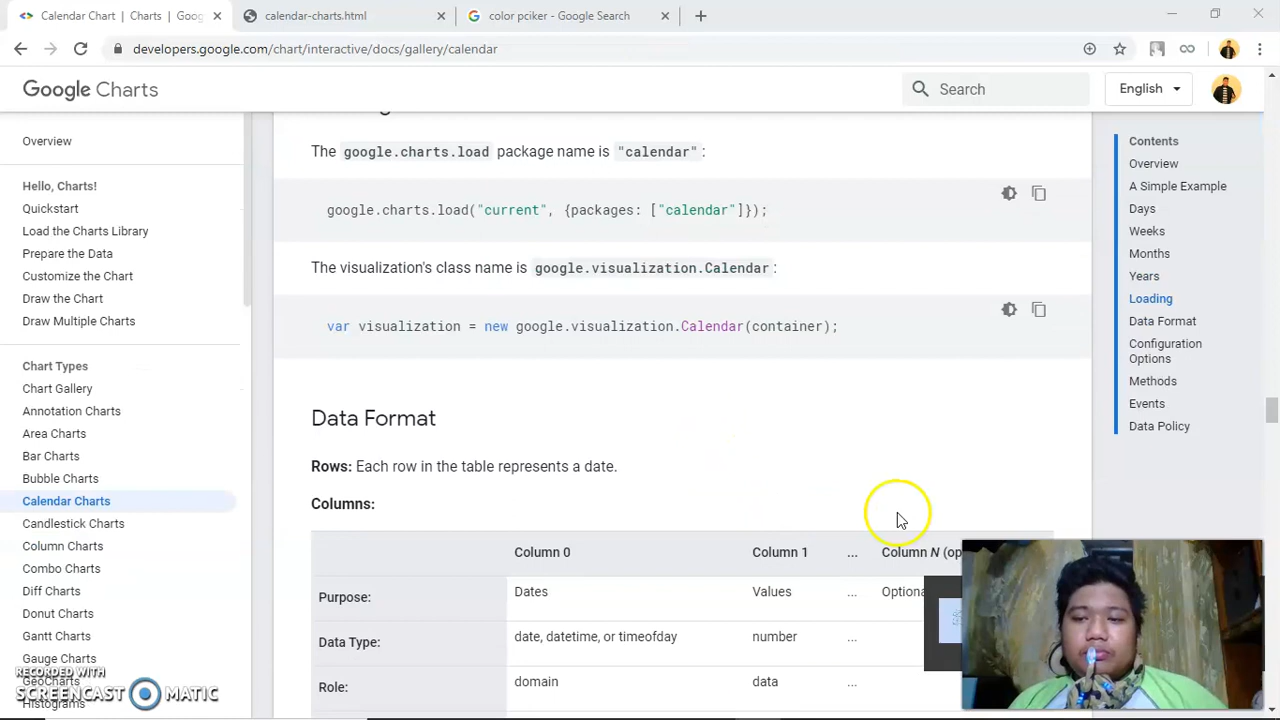 Calendar Chart | Charts | Goog
calendar-charts.html
color pciker - Google Search
developers.google.com/chart/interactive/docs/gallery/calendar
Google Charts
Search
English
Overview
Hello, Charts!
Quickstart
Load the Charts Library
Prepare the Data
Customize the Chart
Draw the Chart
Draw Multiple Charts
Chart Types
Chart Gallery
Annotation Charts
Area Charts
Bar Charts
Bubble Charts
Calendar Charts
Candlestick Charts
Column Charts
Combo Charts
Diff Charts
Donut Charts
Gantt Charts
Gauge Charts
GeoCharts
Histograms
RECORDED WITH
SCREENCAST MATIC
The google.charts.load package name is "calendar":
google.charts.load("current", {packages: ["calendar"]});
The visualization's class name is google.visualization.Calendar:
var visualization = new google.visualization.Calendar(container);
Data Format
Rows: Each row in the table represents a date.
Columns:
Column 0 Column 1 ... Column N (op
Purpose: Dates Values ... Optiona
Data Type: date, datetime, or timeofday number ...
Role: domain data ...
Contents
Overview
A Simple Example
Days
Weeks
Months
Years
Loading
Data Format
Configuration
Options
Methods
Events
Data Policy